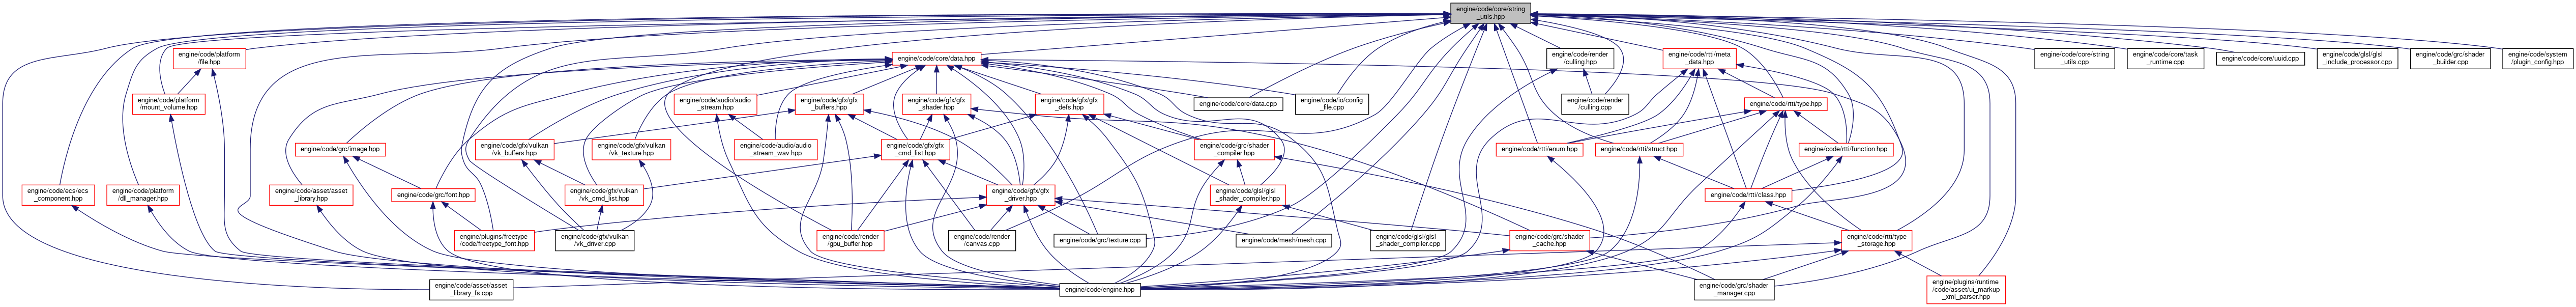 engine/code/core/string
_utils.hpp
engine/code/platform
/file.hpp
engine/code/core/data.hpp
engine/code/render
/culling.hpp
engine/code/rtti/meta
_data.hpp
engine/code/core/string
_utils.cpp
engine/code/core/task
_runtime.cpp
engine/code/core/uuid.cpp
engine/code/glsl/glsl
_include_processor.cpp
engine/code/grc/shader
_builder.cpp
engine/code/system
/plugin_config.hpp
engine/code/platform
/mount_volume.hpp
engine/code/audio/audio
_stream.hpp
engine/code/gfx/gfx
_buffers.hpp
engine/code/gfx/gfx
_shader.hpp
engine/code/gfx/gfx
_defs.hpp
engine/code/core/data.cpp
engine/code/io/config
_file.cpp
engine/code/render
/culling.cpp
engine/code/rtti/type.hpp
engine/code/grc/image.hpp
engine/code/gfx/vulkan
/vk_buffers.hpp
engine/code/gfx/vulkan
/vk_texture.hpp
engine/code/audio/audio
_stream_wav.hpp
engine/code/gfx/gfx
_cmd_list.hpp
engine/code/grc/shader
_compiler.hpp
engine/code/rtti/enum.hpp
engine/code/rtti/struct.hpp
engine/code/rtti/function.hpp
engine/code/ecs/ecs
_component.hpp
engine/code/platform
/dll_manager.hpp
engine/code/asset/asset
_library.hpp
engine/code/grc/font.hpp
engine/code/gfx/vulkan
/vk_cmd_list.hpp
engine/code/gfx/gfx
_driver.hpp
engine/code/glsl/glsl
_shader_compiler.hpp
engine/code/rtti/class.hpp
engine/plugins/freetype
/code/freetype_font.hpp
engine/code/gfx/vulkan
/vk_driver.cpp
engine/code/render
/gpu_buffer.hpp
engine/code/render
/canvas.cpp
engine/code/grc/texture.cpp
engine/code/mesh/mesh.cpp
engine/code/glsl/glsl
_shader_compiler.cpp
engine/code/grc/shader
_cache.hpp
engine/code/rtti/type
_storage.hpp
engine/code/asset/asset
_library_fs.cpp
engine/code/engine.hpp
engine/code/grc/shader
_manager.cpp
engine/plugins/runtime
/code/asset/ui_markup
_xml_parser.hpp